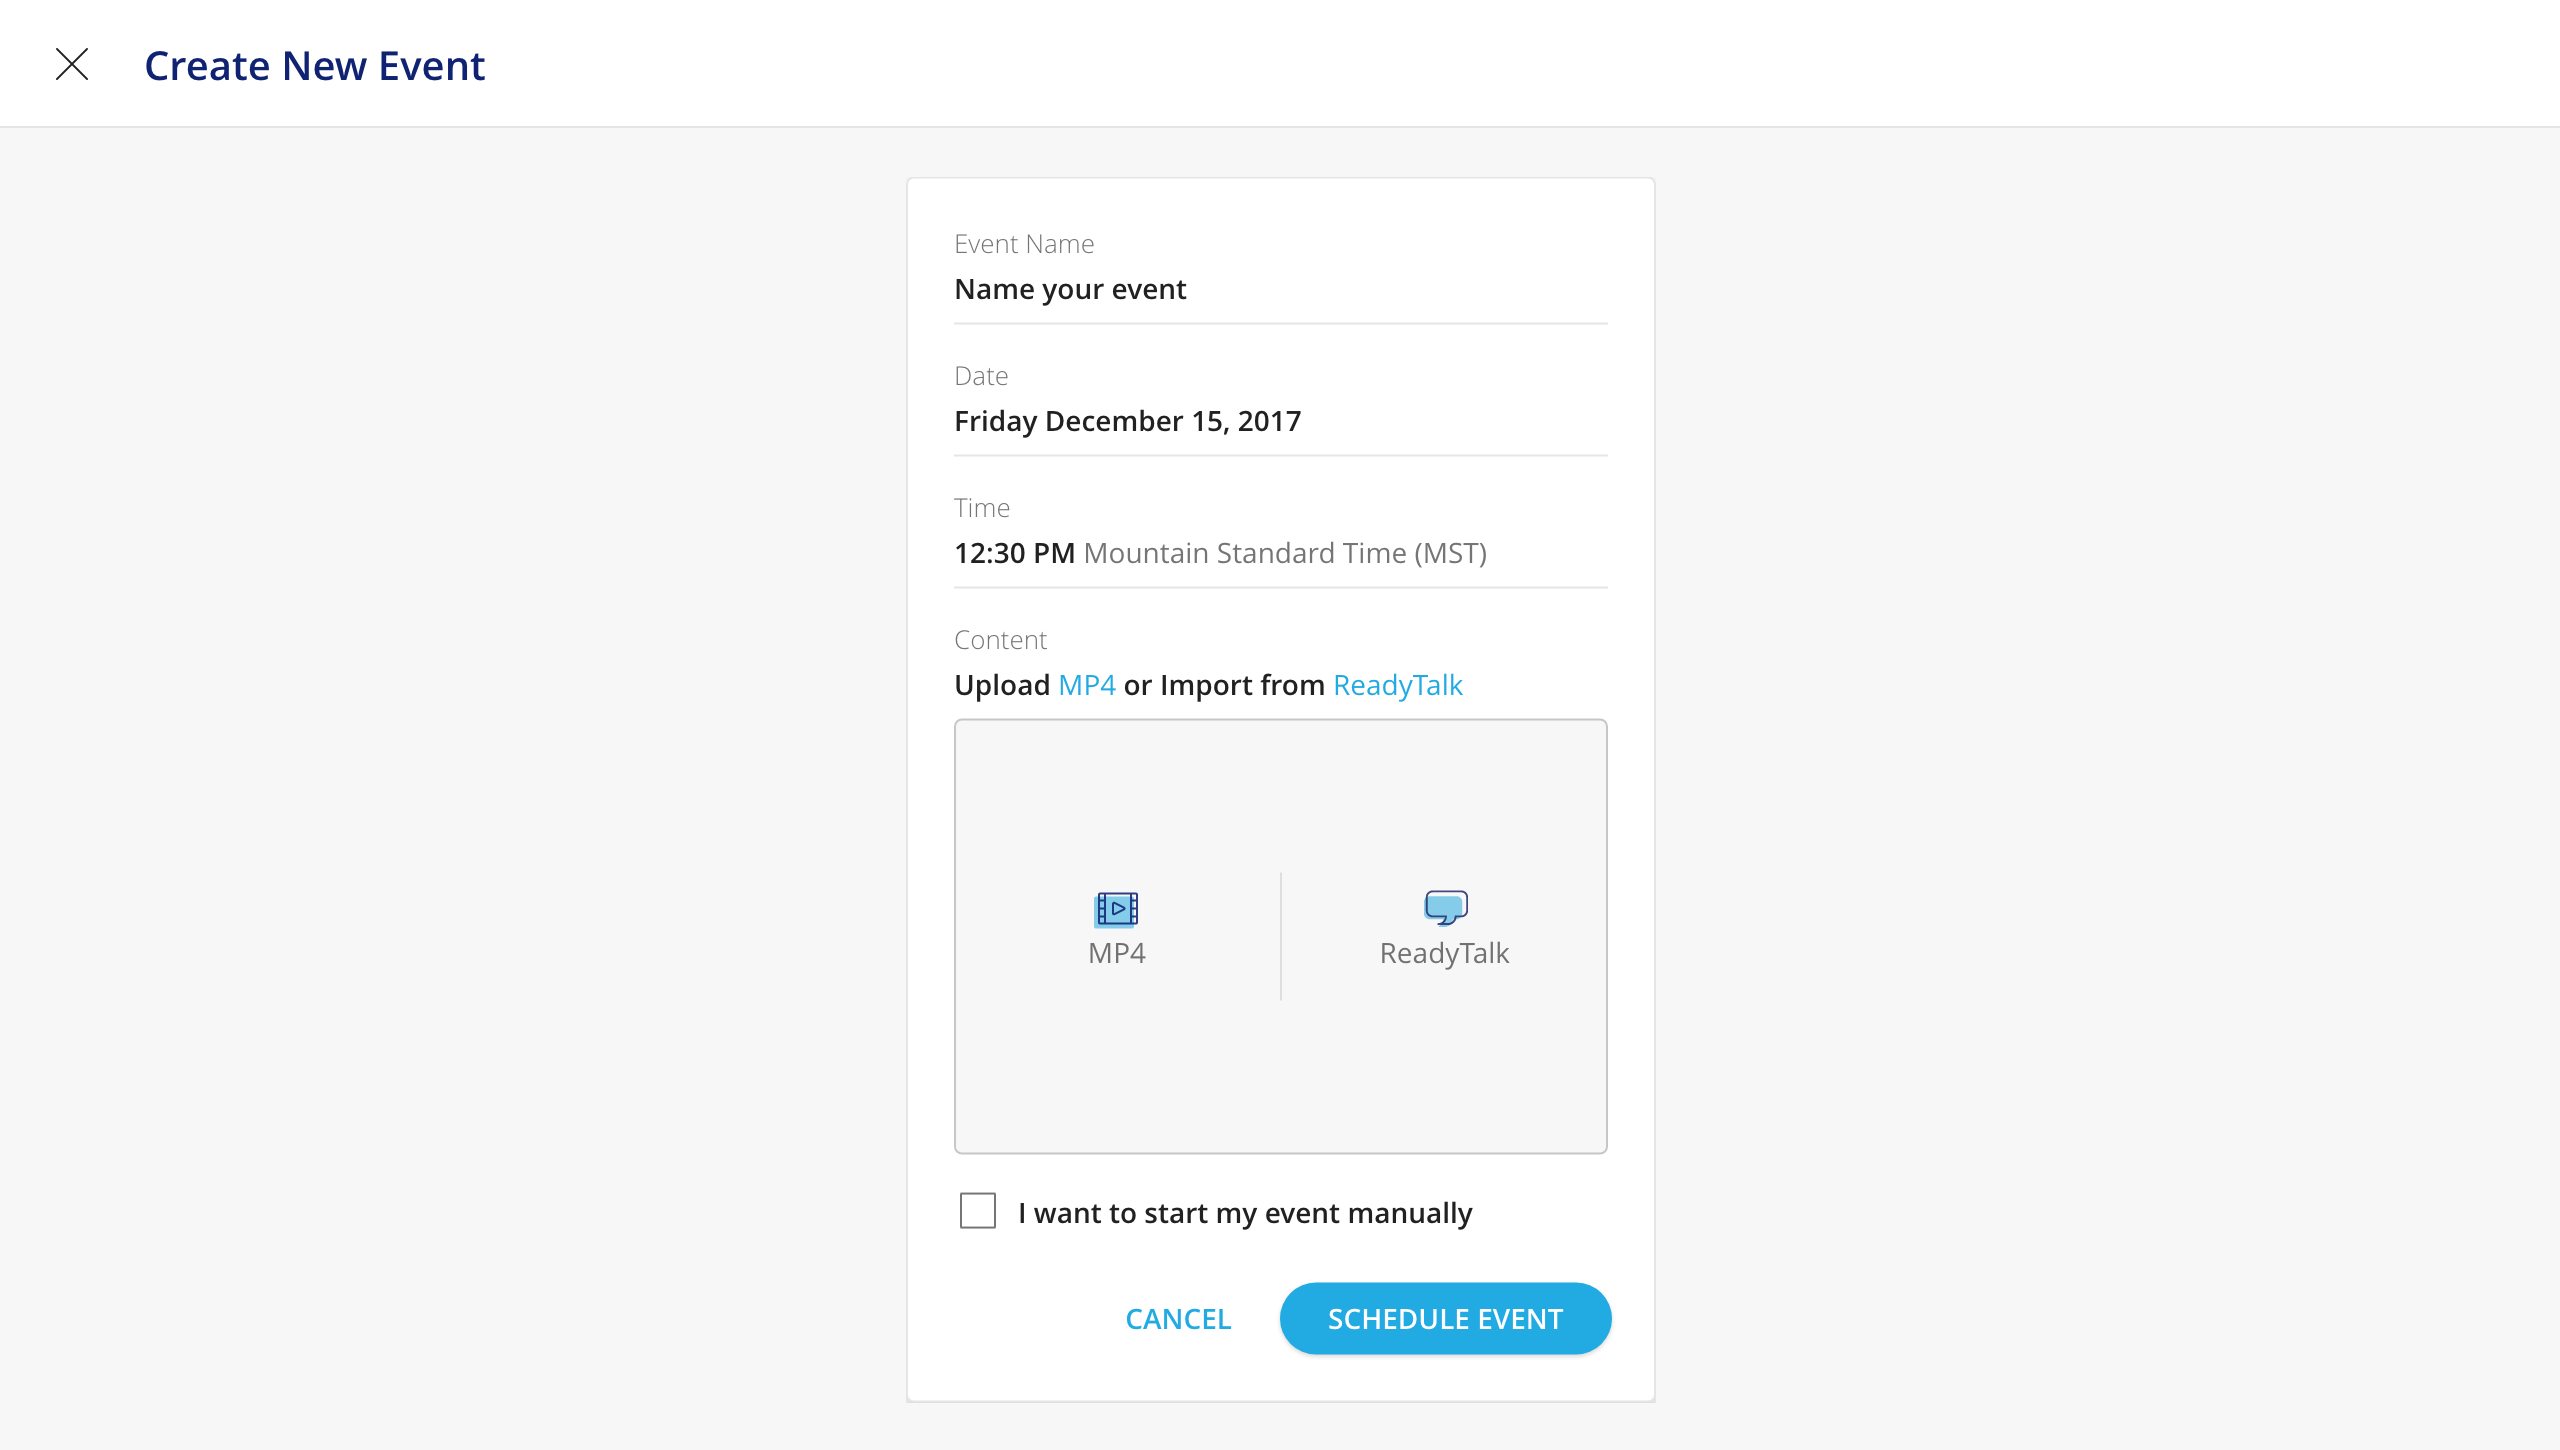 Create New Event
Event Name
Name your event
Date
Friday December 15, 2017
Time
12:30 PM Mountain Standard Time (MST)
Content
Upload MP4 or Import from ReadyTalk
MP4
ReadyTalk
I want to start my event manually
CANCEL
SCHEDULE EVENT